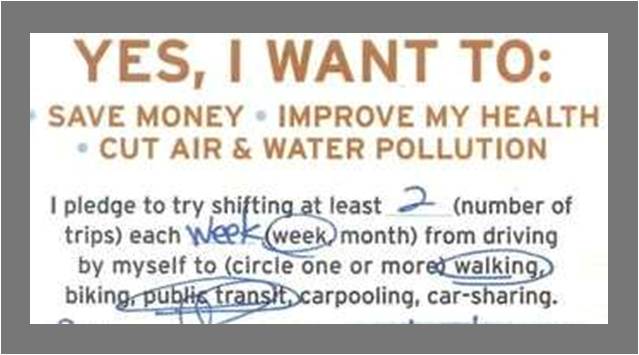 YES, I WANT TO:
• SAVE MONEY • IMPROVE MY HEALTH
• CUT AIR & WATER POLLUTION
I pledge to try shifting at least 2 (number of
trips) each week (week, month) from driving
by myself to (circle one or more) walking,
biking, public transit, carpooling, car-sharing.